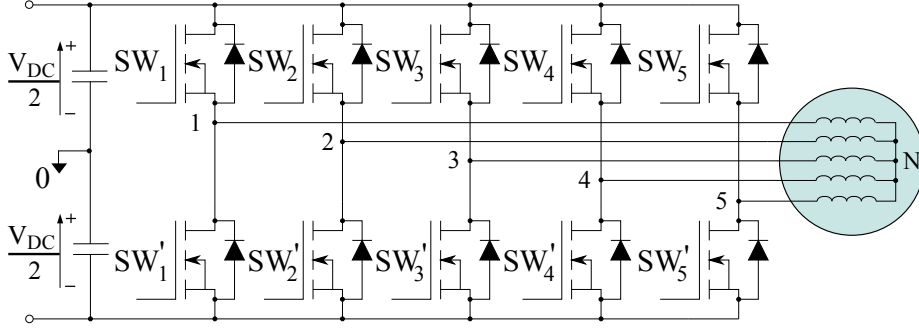 V_DC/2 + −
SW₁ SW₂ SW₃ SW₄ SW₅
1
2
3
4
5
N
0
V_DC/2 + −
SW'₁ SW'₂ SW'₃ SW'₄ SW'₅